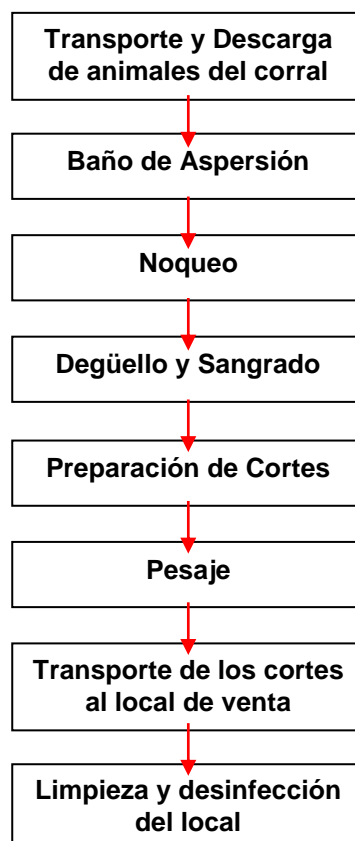 Transporte y Descarga
de animales del corral
Baño de Aspersión
Noqueo
Degüello y Sangrado
Preparación de Cortes
Pesaje
Transporte de los cortes
al local de venta
Limpieza y desinfección
del local